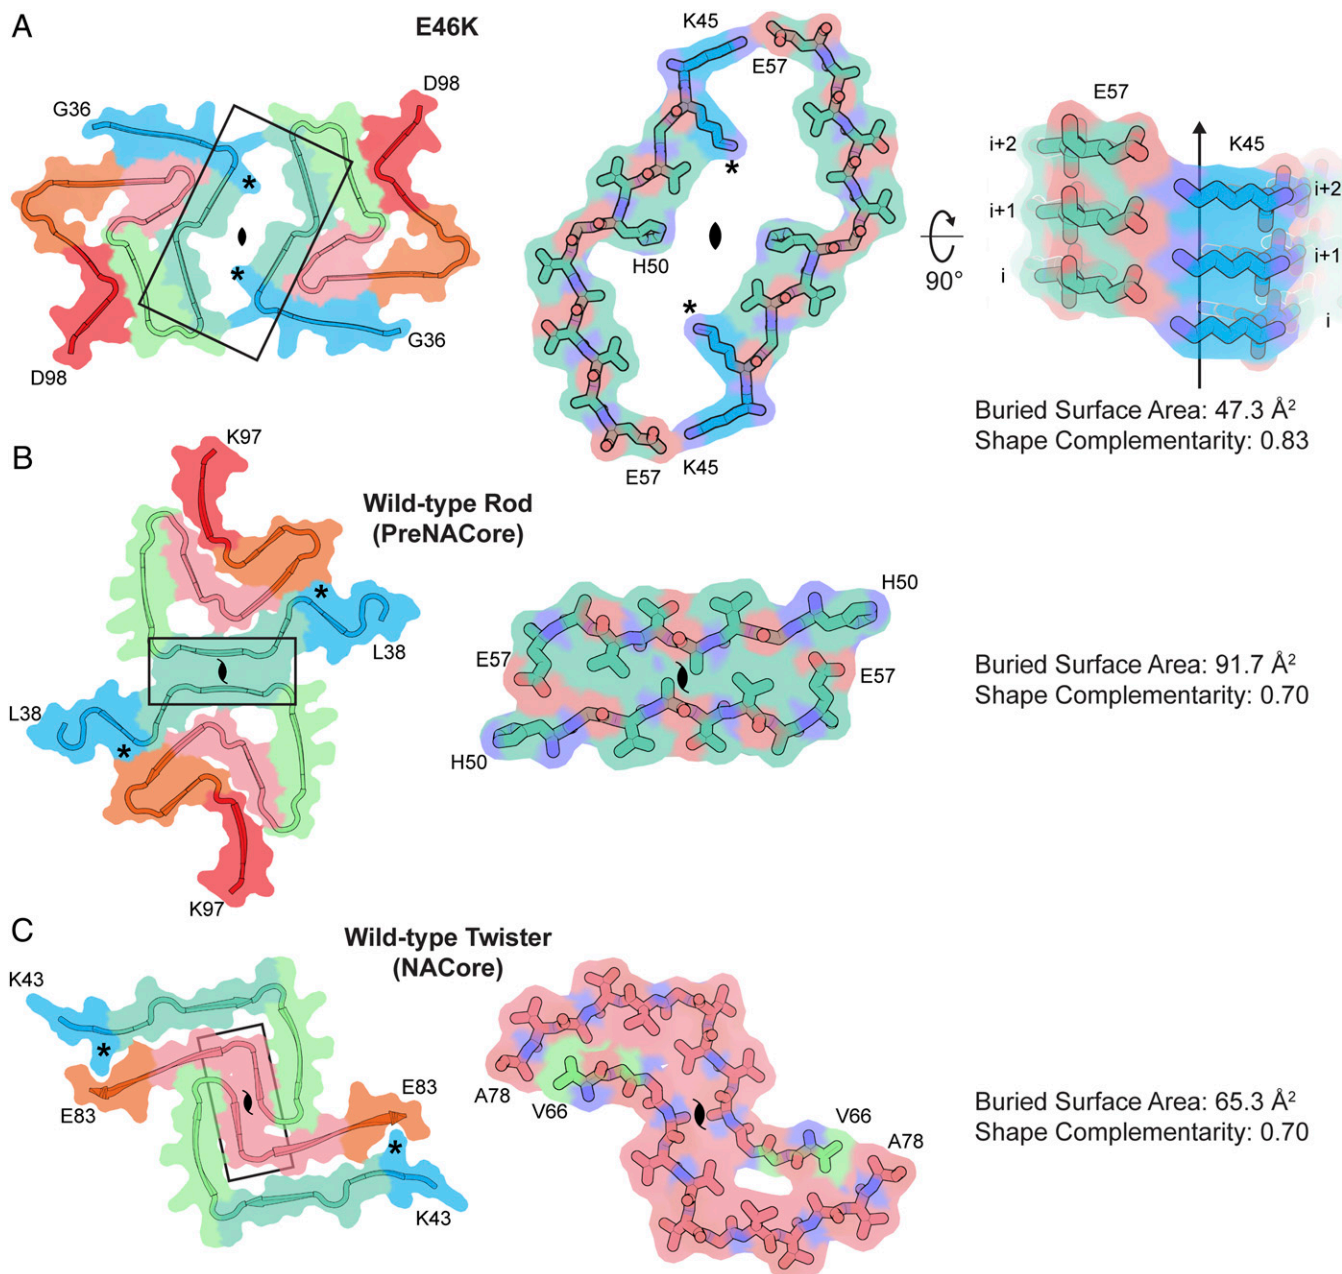 A
E46K
G36
D98
*
*
D98
G36
K45
E57
*
H50
*
E57
K45
90°
E57
K45
i+2
i+1
i
i+2
i+1
i
Buried Surface Area: 47.3 Å²
Shape Complementarity: 0.83
B
K97
Wild-type Rod
(PreNACore)
*
L38
L38
*
K97
H50
E57
E57
H50
Buried Surface Area: 91.7 Å²
Shape Complementarity: 0.70
C
Wild-type Twister
(NACore)
K43
*
E83
E83
*
K43
A78
V66
V66
A78
Buried Surface Area: 65.3 Å²
Shape Complementarity: 0.70